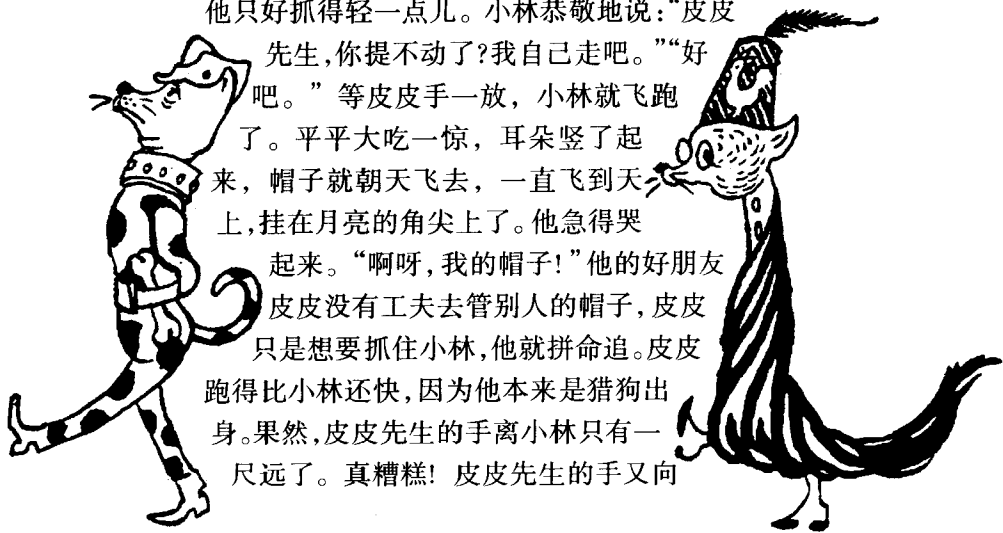 他只好抓得轻一点儿。小林恭敬地说：“皮皮
先生,你提不动了?我自己走吧。”“好
吧。” 等皮皮手一放，小林就飞跑
了。平平大吃一惊，耳朵竖了起
来，帽子就朝天飞去，一直飞到天
上,挂在月亮的角尖上了。他急得哭
起来。“啊呀,我的帽子!”他的好朋友
皮皮没有工夫去管别人的帽子,皮皮
只是想要抓住小林,他就拼命追。皮皮
跑得比小林还快,因为他本来是猎狗出
身。果然,皮皮先生的手离小林只有一
尺远了。真糟糕! 皮皮先生的手又向